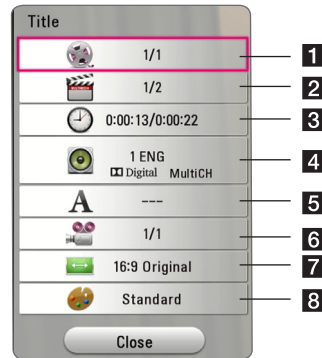 Title
1/1
1
1/2
2
0:00:13/0:00:22
3
1 ENG
Digital MultiCH
4
A
---
5
1/1
6
16:9 Original
7
Standard
8
Close